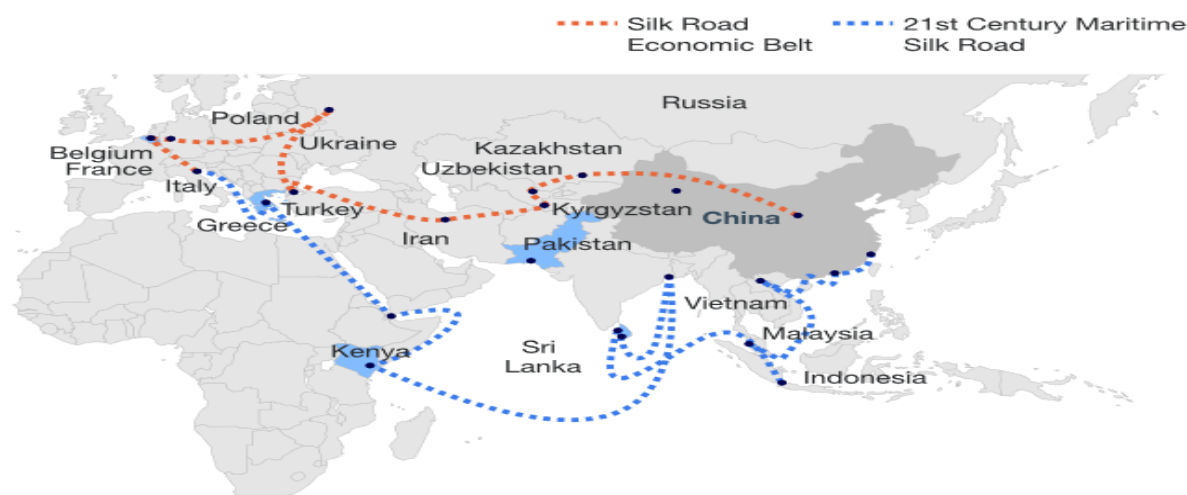 Silk Road
Economic Belt
21st Century Maritime
Silk Road
Russia
Poland
Ukraine
Belgium
France
Kazakhstan
Uzbekistan
Italy
Turkey
Kyrgyzstan
China
Greece
Iran
Pakistan
Vietnam
Malaysia
Kenya
Sri
Lanka
Indonesia